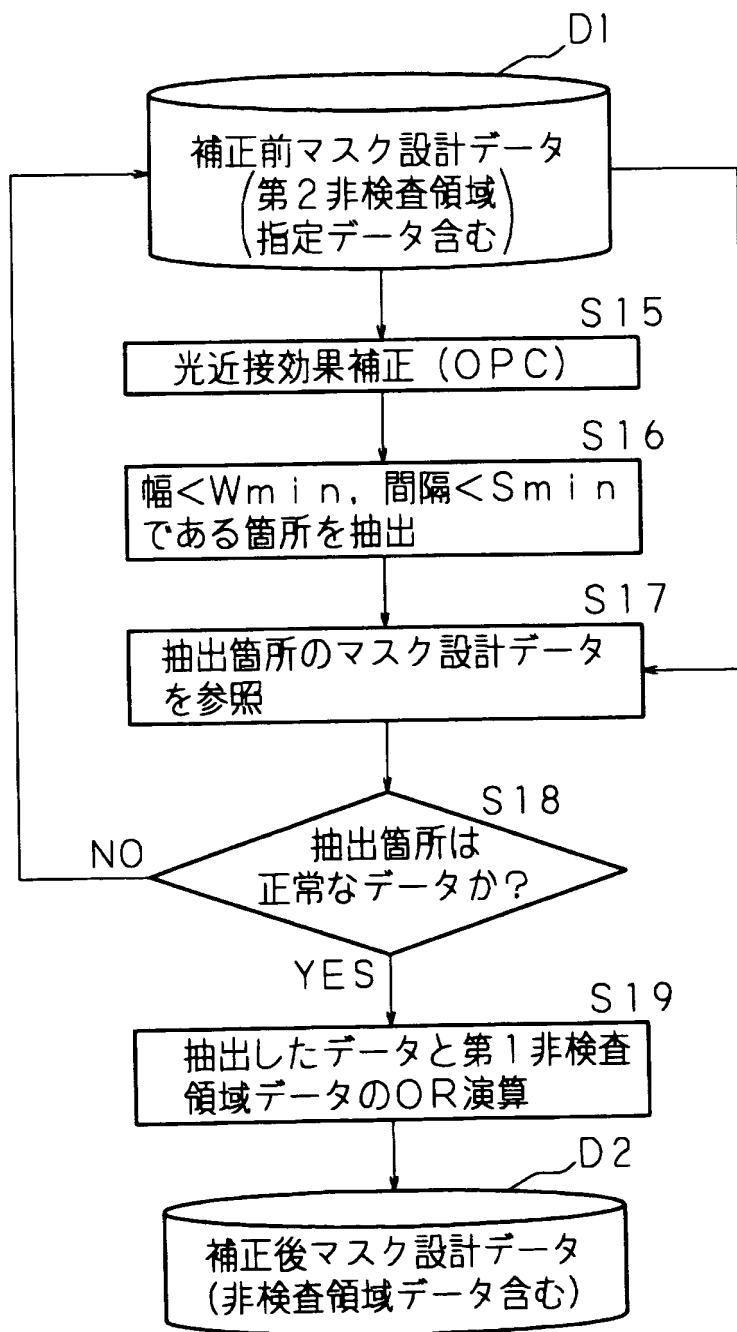 D1
補正前マスク設計データ
(第2非検査領域
指定データ含む)
S15
光近接効果補正(OPC)
S16
幅<Wmin,間隔<Smin
である箇所を抽出
S17
抽出箇所のマスク設計データ
を参照
S18
抽出箇所は
正常なデータか?
NO
YES
S19
抽出したデータと第1非検査
領域データのOR演算
D2
補正後マスク設計データ
(非検査領域データ含む)